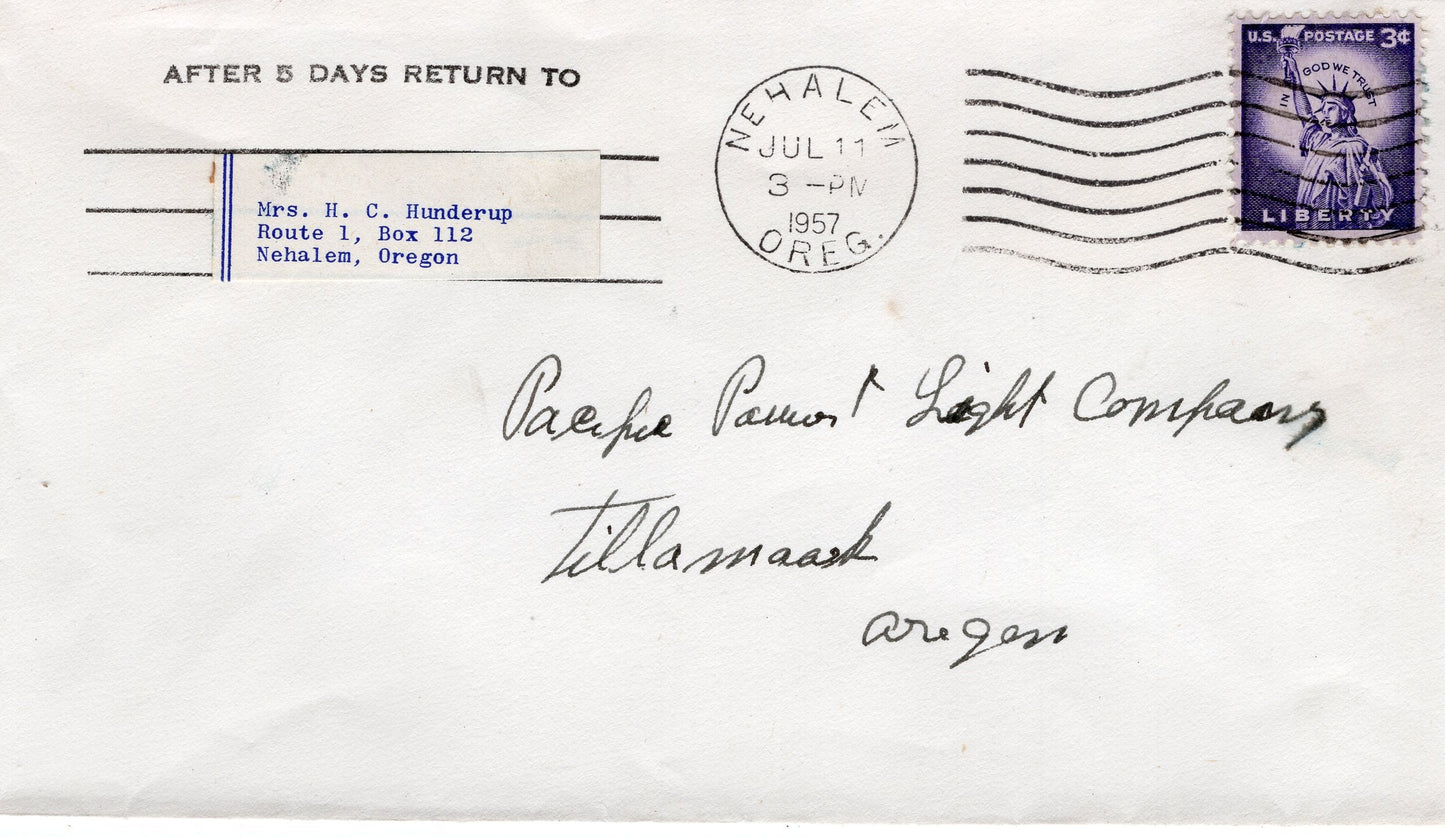 AFTER 5 DAYS RETURN TO
Mrs. H. C. Hunderup
Route 1, Box 112
Nehalem, Oregon
NEHALEM
JUL 11
3 -PM
1957
OREG.
U.S. POSTAGE 3¢
IN GOD WE TRUST
LIBERTY
Pacific Power & Light Company
Tillamook
Oregon